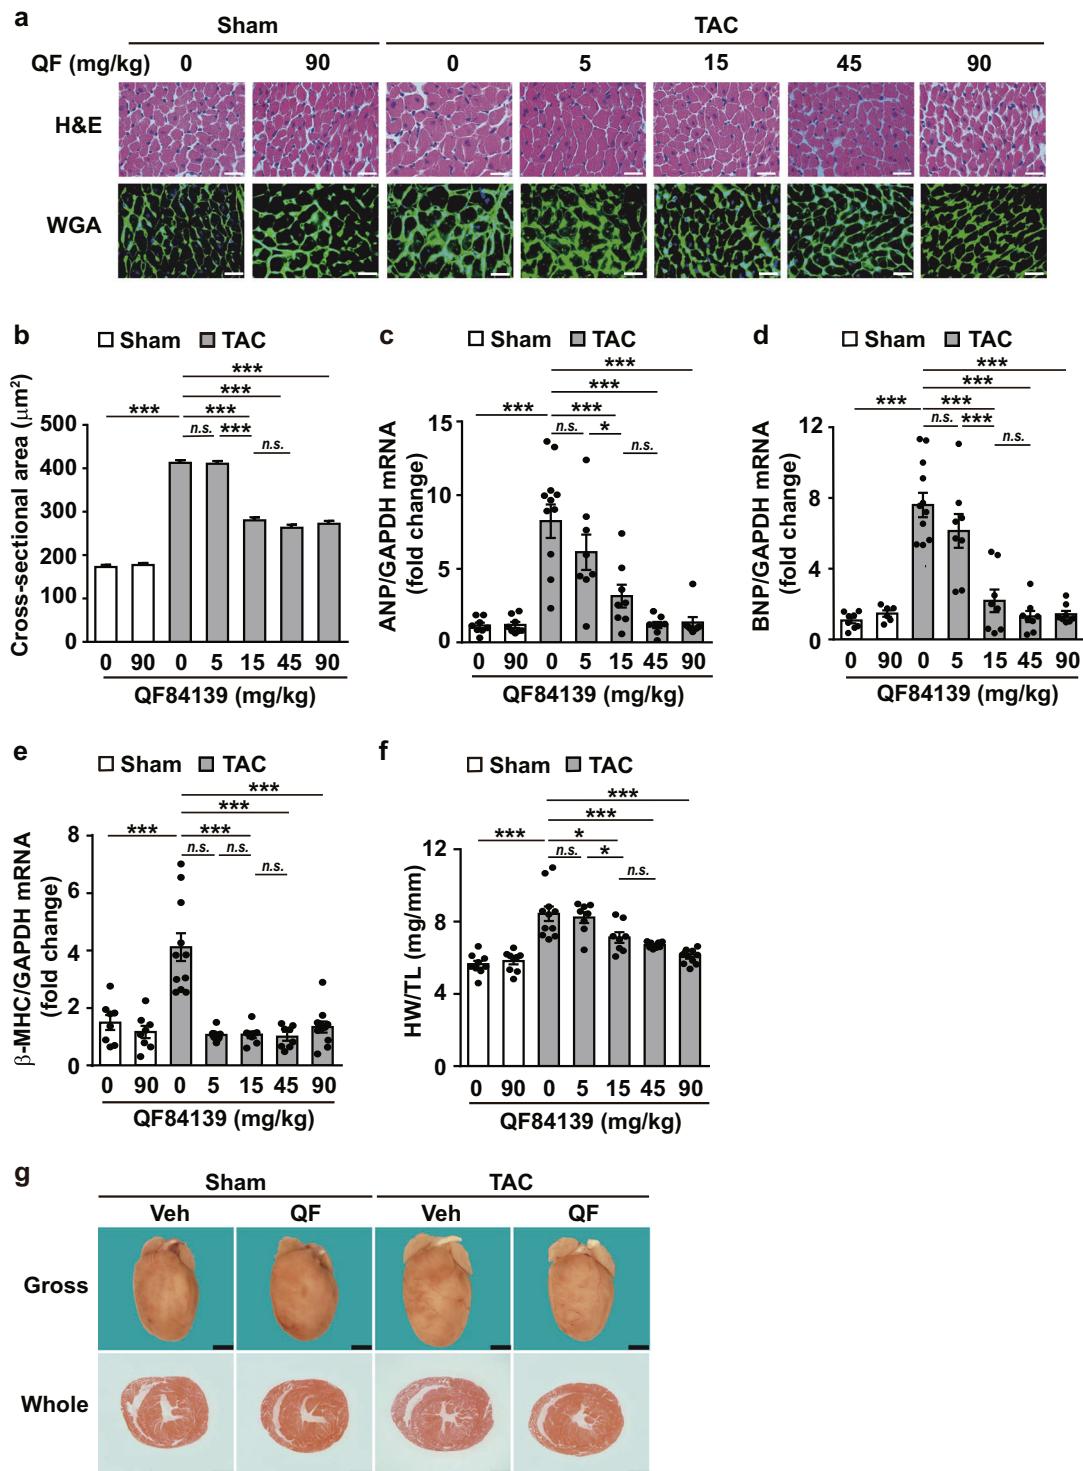 a
Sham TAC
QF (mg/kg) 0 90 0 5 15 45 90
H&E
WGA
b
Sham TAC
***
***
*** ***
n.s. *** n.s.
Cross-sectional area (μm²)
500
400
300
200
100
0
0 90 0 5 15 45 90
QF84139 (mg/kg)
c
Sham TAC
***
***
*** ***
n.s. * n.s.
ANP/GAPDH mRNA
(fold change)
15
10
5
0
0 90 0 5 15 45 90
QF84139 (mg/kg)
d
Sham TAC
***
***
*** ***
n.s. *** n.s.
BNP/GAPDH mRNA
(fold change)
12
8
4
0
0 90 0 5 15 45 90
QF84139 (mg/kg)
e
Sham TAC
***
***
*** ***
n.s. n.s.
n.s.
β-MHC/GAPDH mRNA
(fold change)
8
6
4
2
0
0 90 0 5 15 45 90
QF84139 (mg/kg)
f
Sham TAC
***
***
*** *
n.s. *
n.s.
HW/TL (mg/mm)
12
8
4
0
0 90 0 5 15 45 90
QF84139 (mg/kg)
g
Sham TAC
Veh QF Veh QF
Gross
Whole